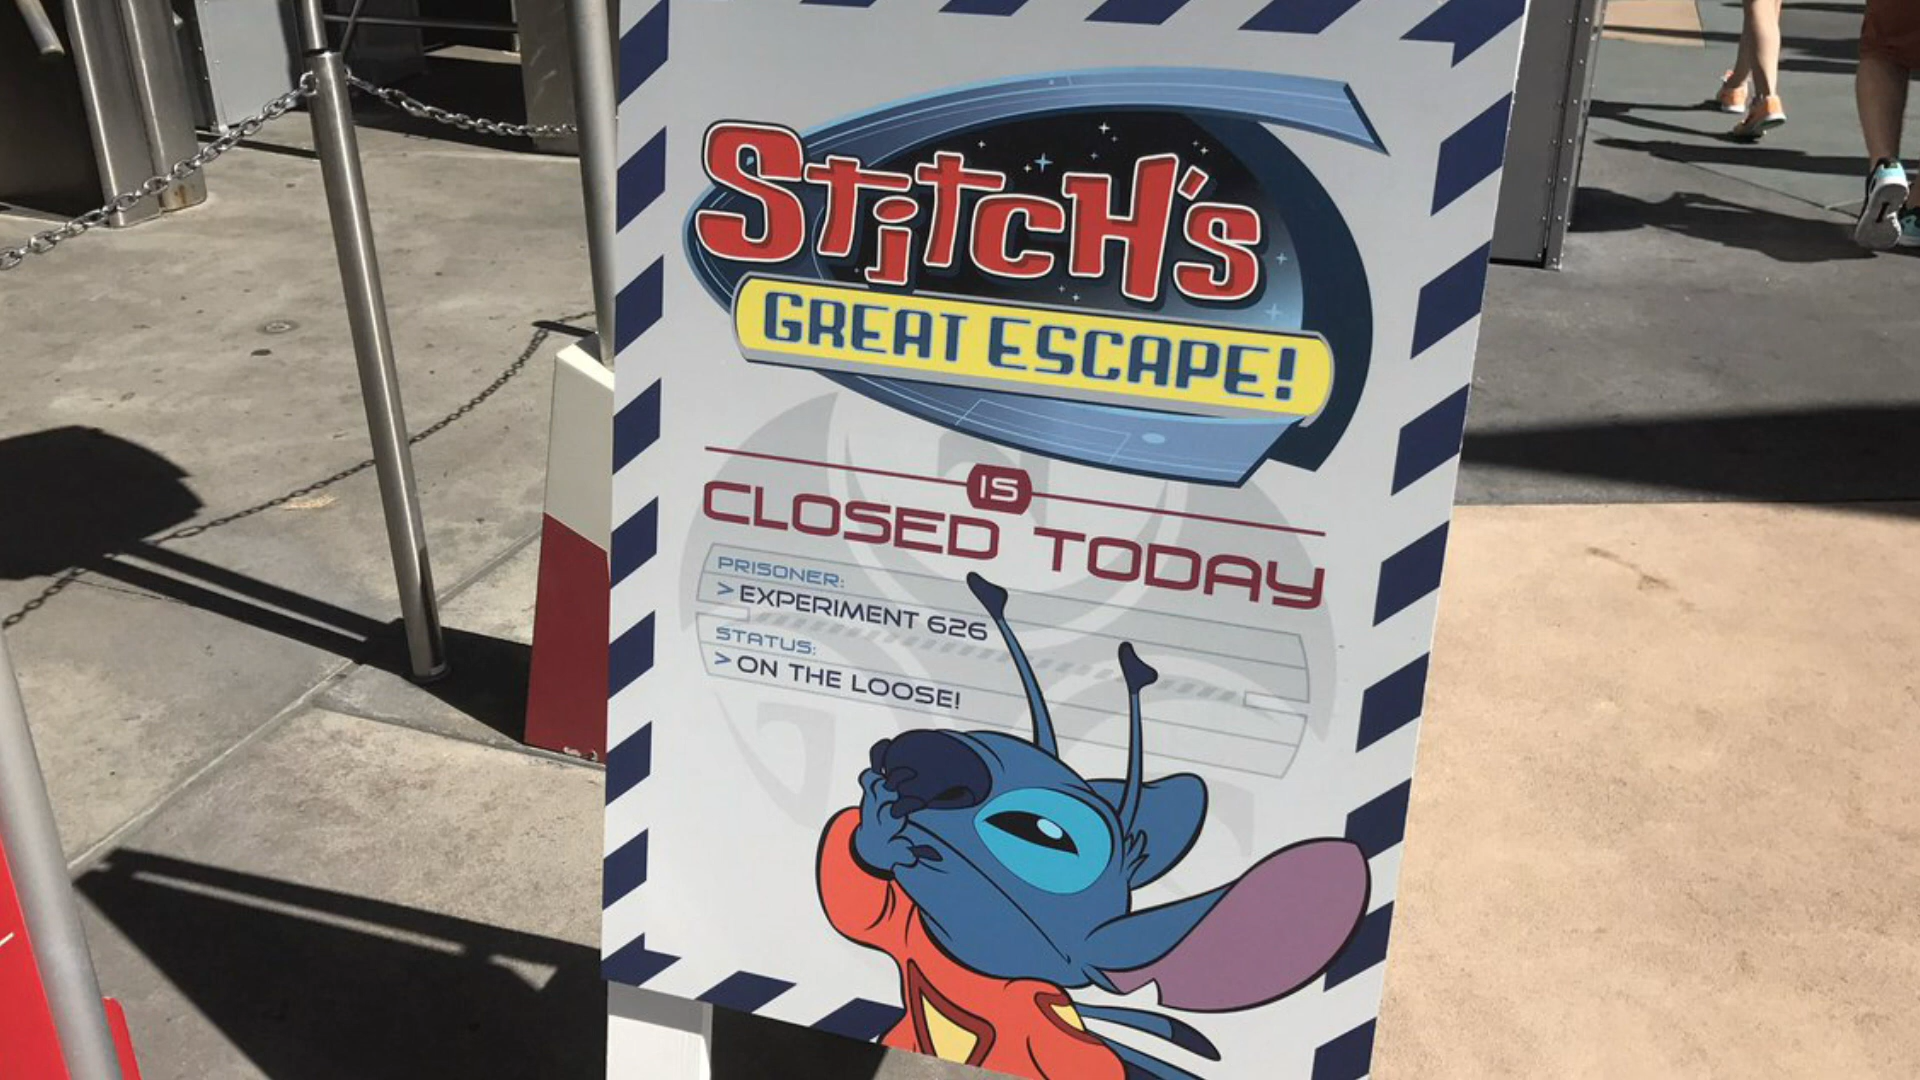 STitCH's
GREAT ESCAPE!
IS
CLOSED TODAY
PRISONER:
> EXPERIMENT 626
STATUS:
> ON THE LOOSE!